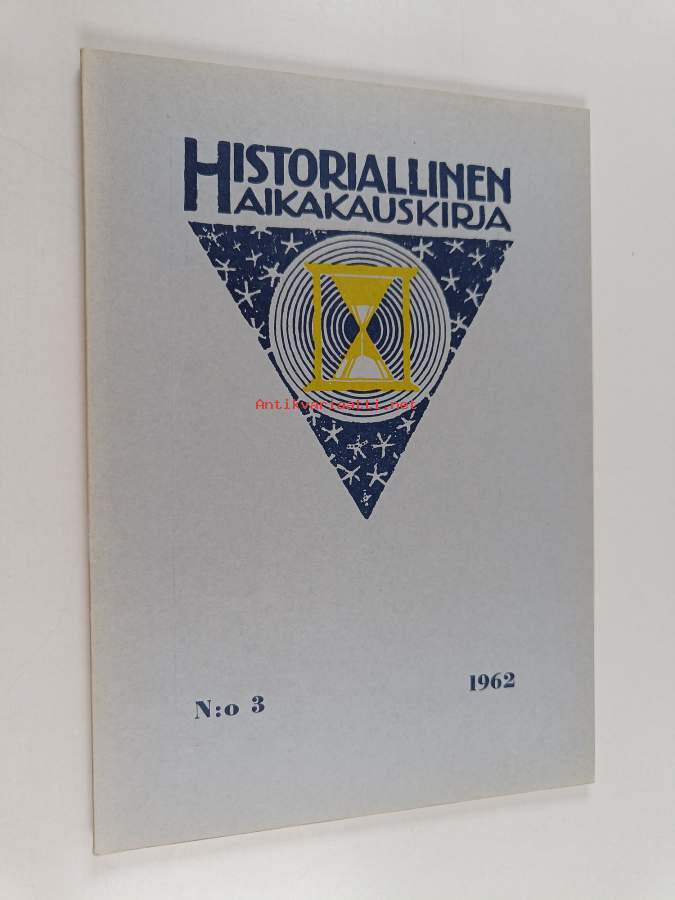 HISTORIALLINEN
AIKAKAUSKIRJA
Antikvariaatti.net
N:o 3
1962